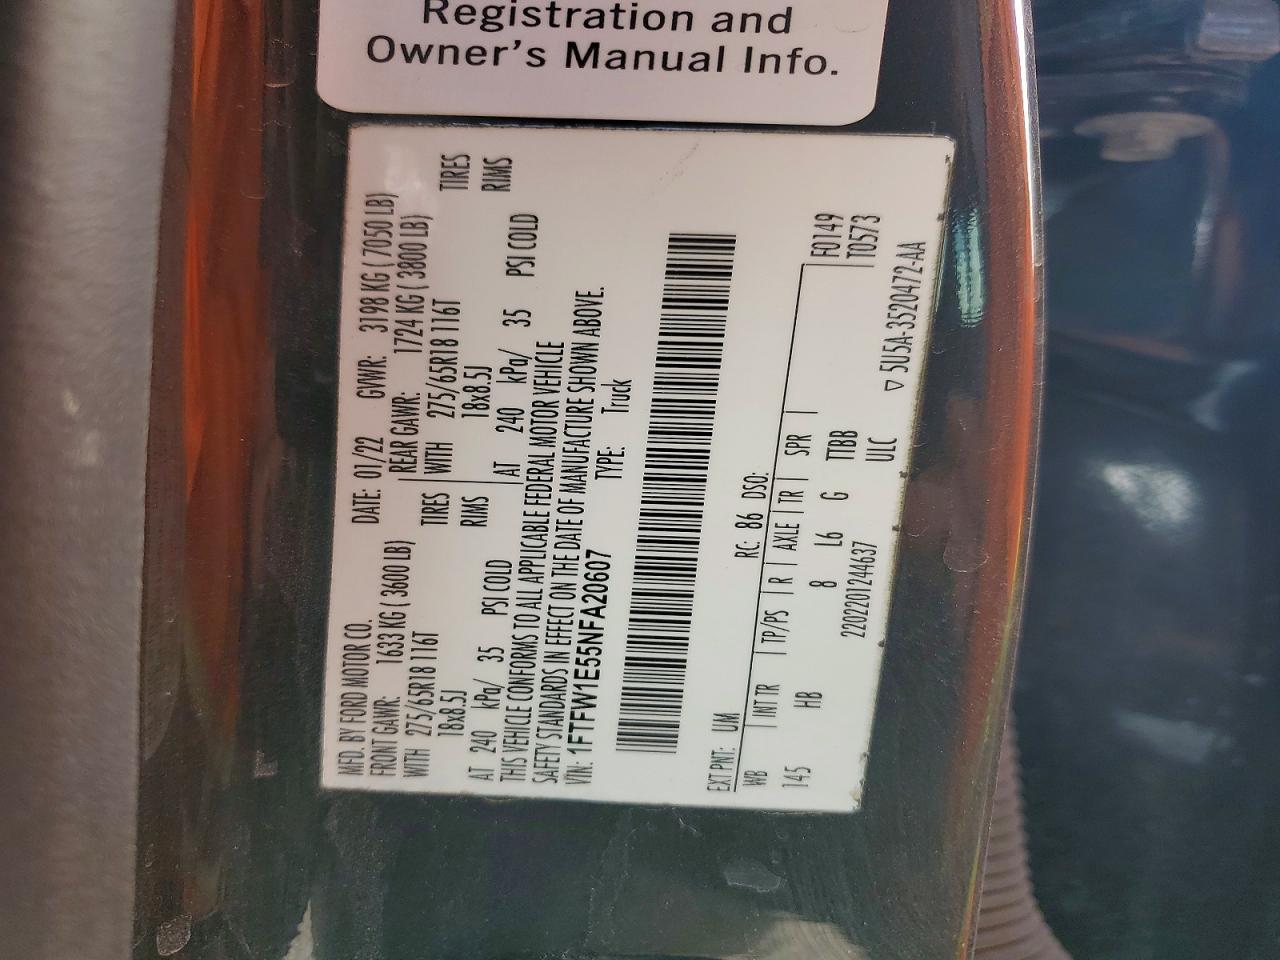 Registration and
Owner's Manual Info.
MFD. BY FORD MOTOR CO. DATE: 01/22 GVWR: 3198 KG ( 7050 LB)
FRONT GAWR: 1633 KG ( 3600 LB) REAR GAWR: 1724 KG ( 3800 LB)
WITH 275/65R18 116T TIRES WITH 275/65R18 116T TIRES
18x8.5J RIMS 18x8.5J RIMS
AT 240 kPa/ 35 PSI COLD AT 240 kPa/ 35 PSI COLD
THIS VEHICLE CONFORMS TO ALL APPLICABLE FEDERAL MOTOR VEHICLE
SAFETY STANDARDS IN EFFECT ON THE DATE OF MANUFACTURE SHOWN ABOVE.
VIN: 1FTFW1E55NFA20607 TYPE: Truck
EXT PNT: UM RC: 86 DSO:
WB INT TR TP/PS R AXLE TR SPR F0149
145 HB 8 L6 G TTBB T0573
2022201244637 ULC
▽ 5U5A-3520472-AA